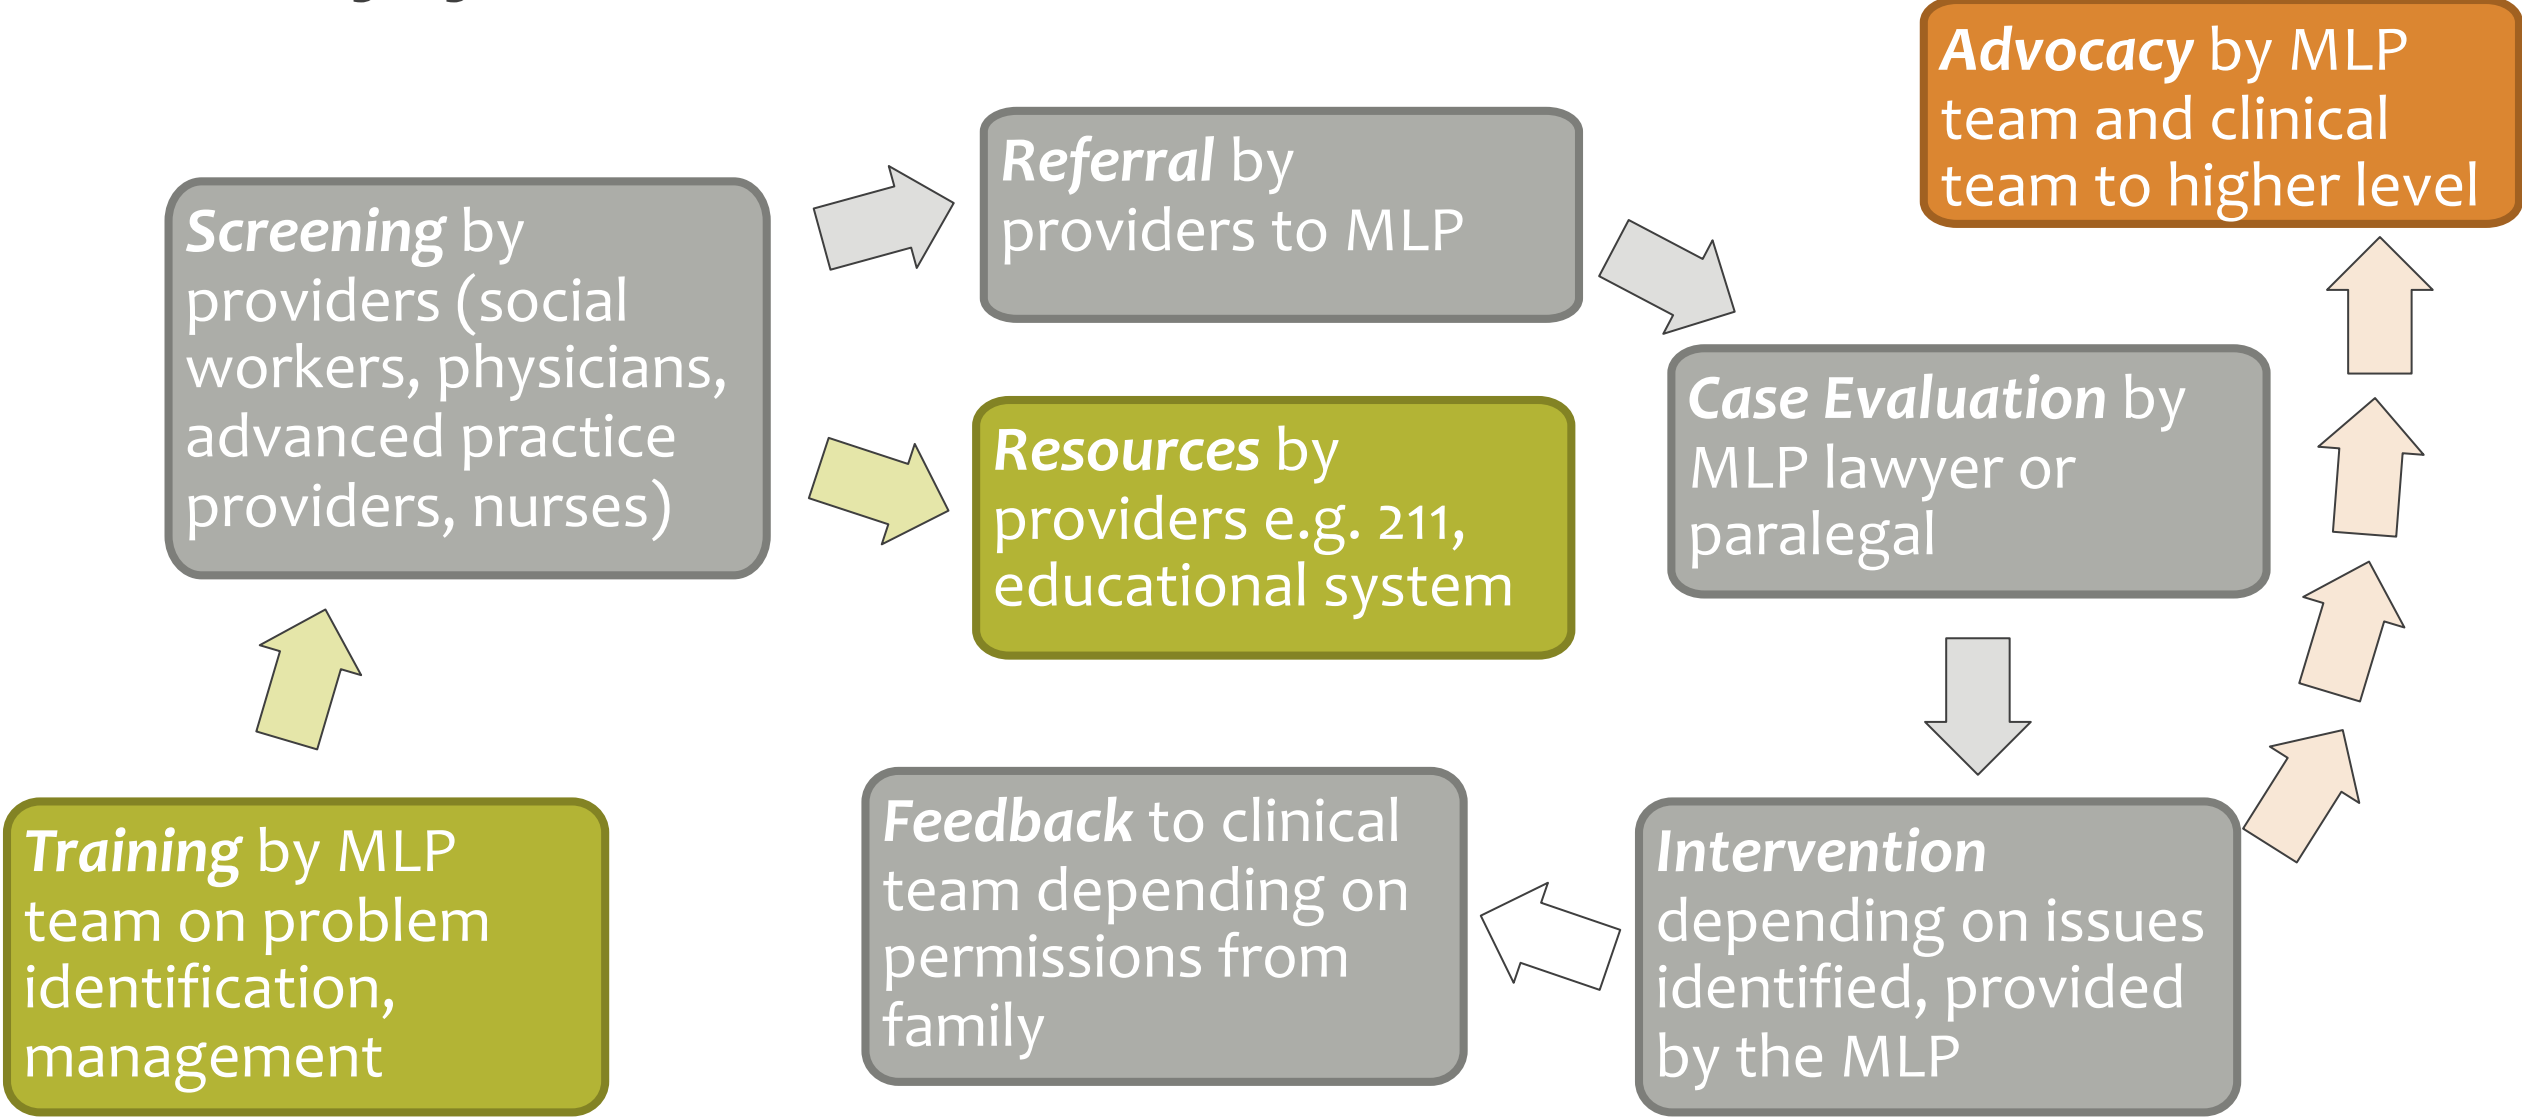 Training by MLP
team on problem
identification,
management
Screening by
providers (social
workers, physicians,
advanced practice
providers, nurses)
Referral by
providers to MLP
Resources by
providers e.g. 211,
educational system
Case Evaluation by
MLP lawyer or
paralegal
Intervention
depending on issues
identified, provided
by the MLP
Feedback to clinical
team depending on
permissions from
family
Advocacy by MLP
team and clinical
team to higher level